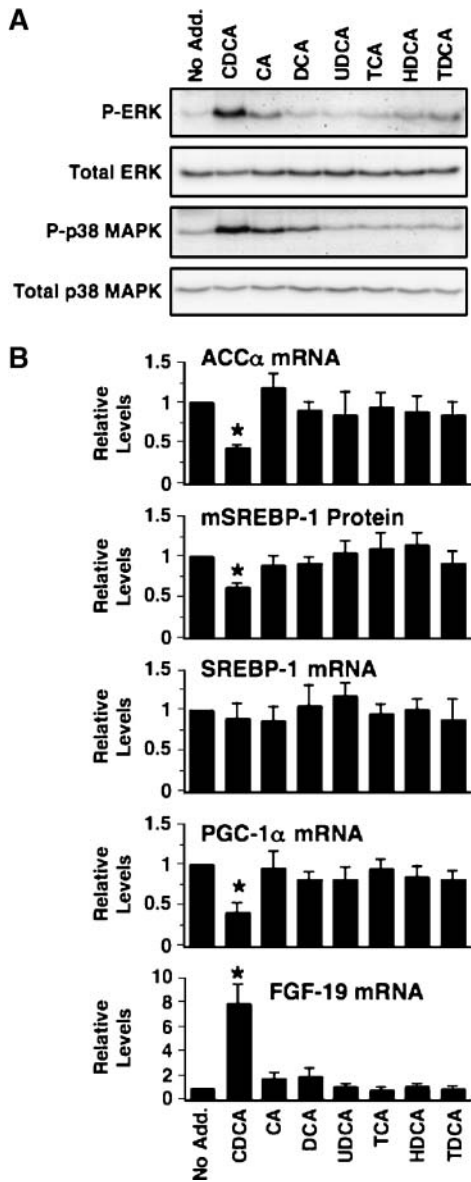 A
No Add.
CDCA
CA
DCA
UDCA
TCA
HDCA
TDCA
P-ERK
Total ERK
P-p38 MAPK
Total p38 MAPK
B
ACCα mRNA
Relative
Levels
1.5
1
0.5
0
*
mSREBP-1 Protein
Relative
Levels
1.5
1
0.5
0
*
SREBP-1 mRNA
Relative
Levels
1.5
1
0.5
0
PGC-1α mRNA
Relative
Levels
1.5
1
0.5
0
*
FGF-19 mRNA
Relative
Levels
10
8
6
4
2
0
*
No Add.
CDCA
CA
DCA
UDCA
TCA
HDCA
TDCA